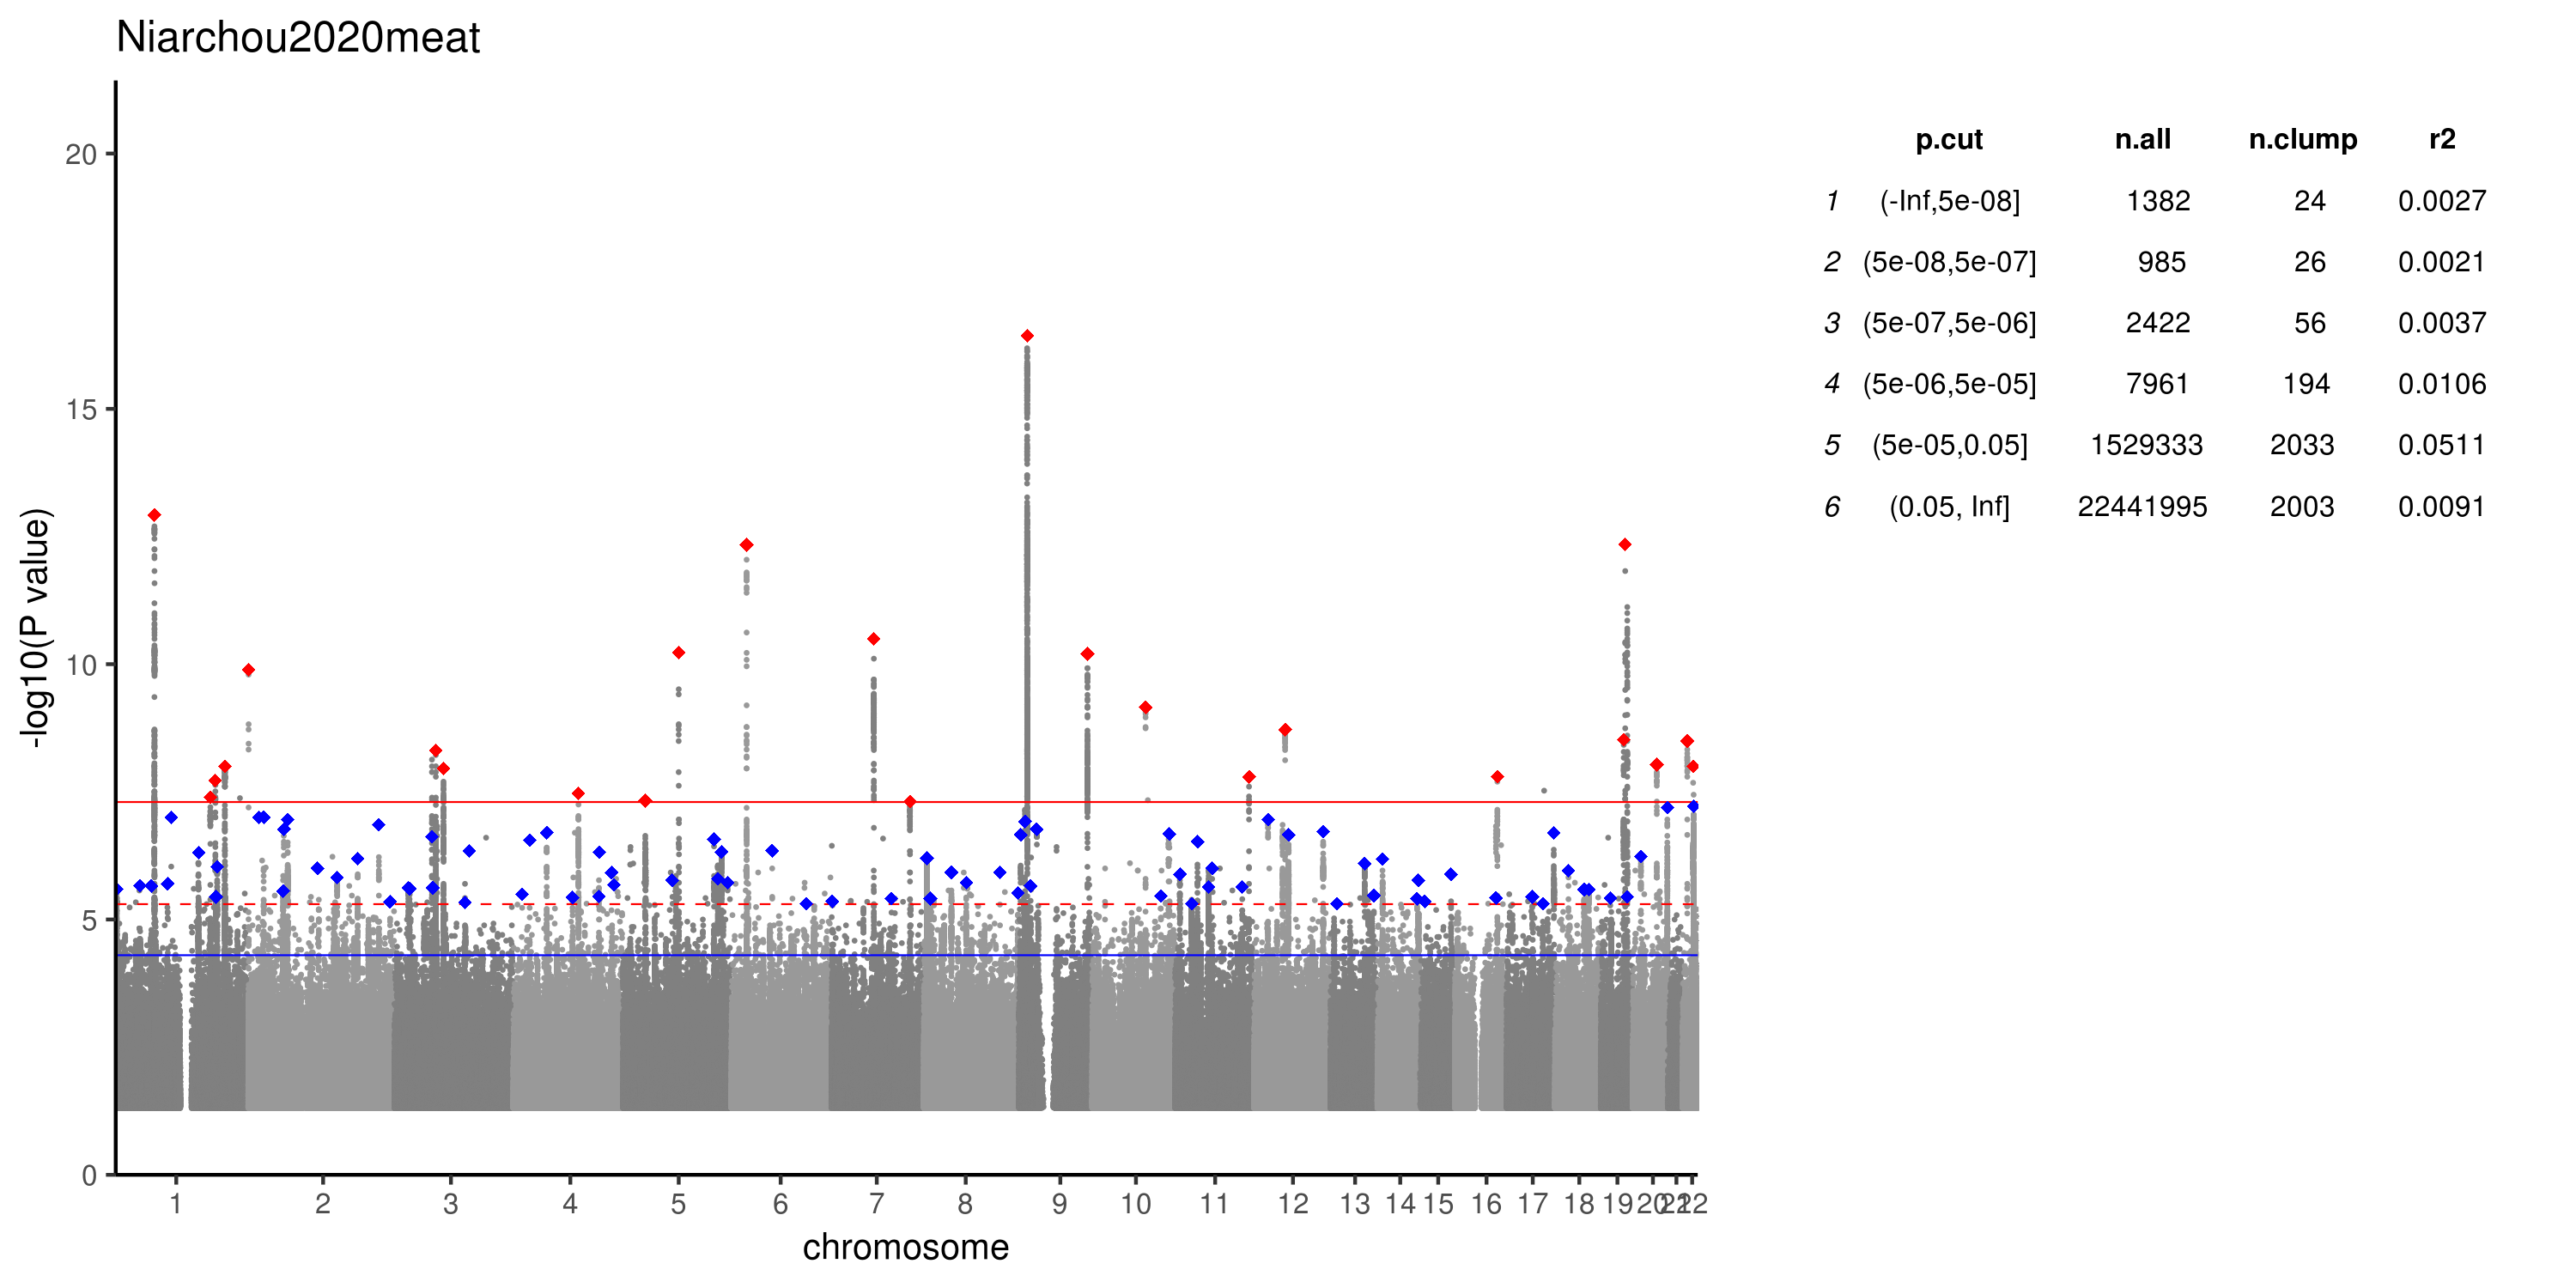 Niarchou2020meat
p.cut n.all n.clump r2
1 (-Inf,5e-08] 1382 24 0.0027
2 (5e-08,5e-07] 985 26 0.0021
3 (5e-07,5e-06] 2422 56 0.0037
4 (5e-06,5e-05] 7961 194 0.0106
5 (5e-05,0.05] 1529333 2033 0.0511
6 (0.05, Inf] 22441995 2003 0.0091
-log10(P value)
20
15
10
5
0
1 2 3 4 5 6 7 8 9 10 11 12 13 14 15 16 17 18 19 20 21 22
chromosome